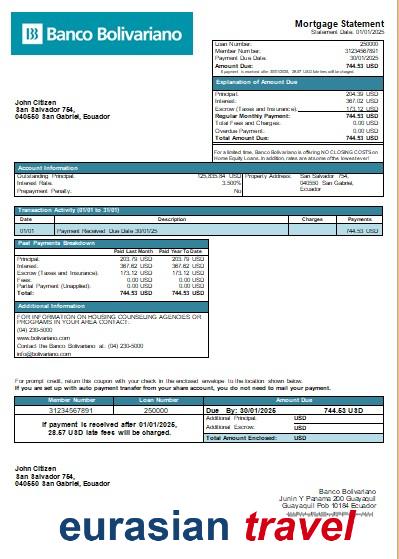 Banco Bolivariano
Mortgage Statement
Statement Date: 01/01/2025
Loan Number: 250000
Member Number: 31234567891
Payment Due Date: 30/01/2025
Amount Due: 744.53 USD
If payment is received after 30/01/2025, 28.57 USD late fees will be charged.
Explanation of Amount Due
Principal: 204.39 USD
Interest: 367.02 USD
Escrow (Taxes and Insurance): 173.12 USD
Regular Monthly Payment: 744.53 USD
Total Fees and Charges: 0.00 USD
Overdue Payment: 0.00 USD
Total Amount Due: 744.53 USD
For a limited time, Banco Bolivariano is offering NO CLOSING COSTS on
Home Equity Loans. In addition, rates are at some of the lowest ever!
John Citizen
San Salvador 754,
040550 San Gabriel, Ecuador
Account Information
Outstanding Principal: 125,835.84 USD
Interest Rate: 3.500%
Prepayment Penalty: No
Property Address: San Salvador 754,
040550 San Gabriel,
Ecuador
Transaction Activity (01/01 to 31/01)
Date Description Charges Payments
01/01 Payment Received Due Date 30/01/25 744.53 USD
Past Payments Breakdown
Paid Last Month Paid Year To Date
Principal: 203.79 USD 203.79 USD
Interest: 367.62 USD 367.62 USD
Escrow (Taxes and Insurance): 173.12 USD 173.12 USD
Fees: 0.00 USD 0.00 USD
Partial Payment (Unapplied): 0.00 USD 0.00 USD
Total: 744.53 USD 744.53 USD
Additional Information
FOR INFORMATION ON HOUSING COUNSELING AGENCIES OR
PROGRAMS IN YOUR AREA CONTACT:
(04) 230-5000
www.bolivariano.com
Contact the Banco Bolivariano at: (04) 230-5000
info@bolivariano.com
For prompt credit, return this coupon with your check in the enclosed envelope to the location shown below.
If you are set up with auto payment transfer from your share account, you do not need to mail your payment.
Member Number Loan Number Amount Due
31234567891 250000 Due By: 30/01/2025 744.53 USD
If payment is received after 01/01/2025,
28.57 USD late fees will be charged.
Additional Principal: USD
Additional Escrow: USD
Total Amount Enclosed: USD
John Citizen
San Salvador 754,
040550 San Gabriel, Ecuador
Banco Bolivariano
Junin Y Panama 200 Guayaquil
Guayaquil Pob 10184 Ecuador
eurasian travel